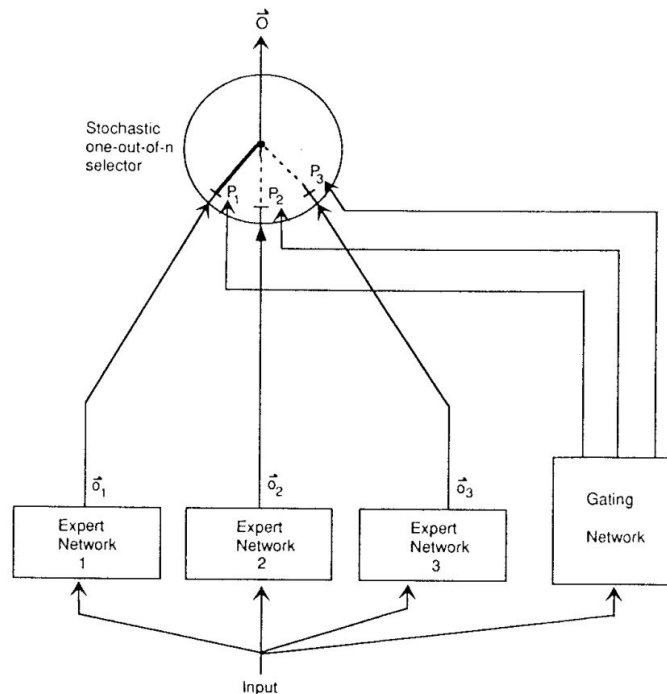 O
Stochastic
one-out-of-n
selector
P1
P2
P3
o1
o2
o3
Expert
Network
1
Expert
Network
2
Expert
Network
3
Gating
Network
Input